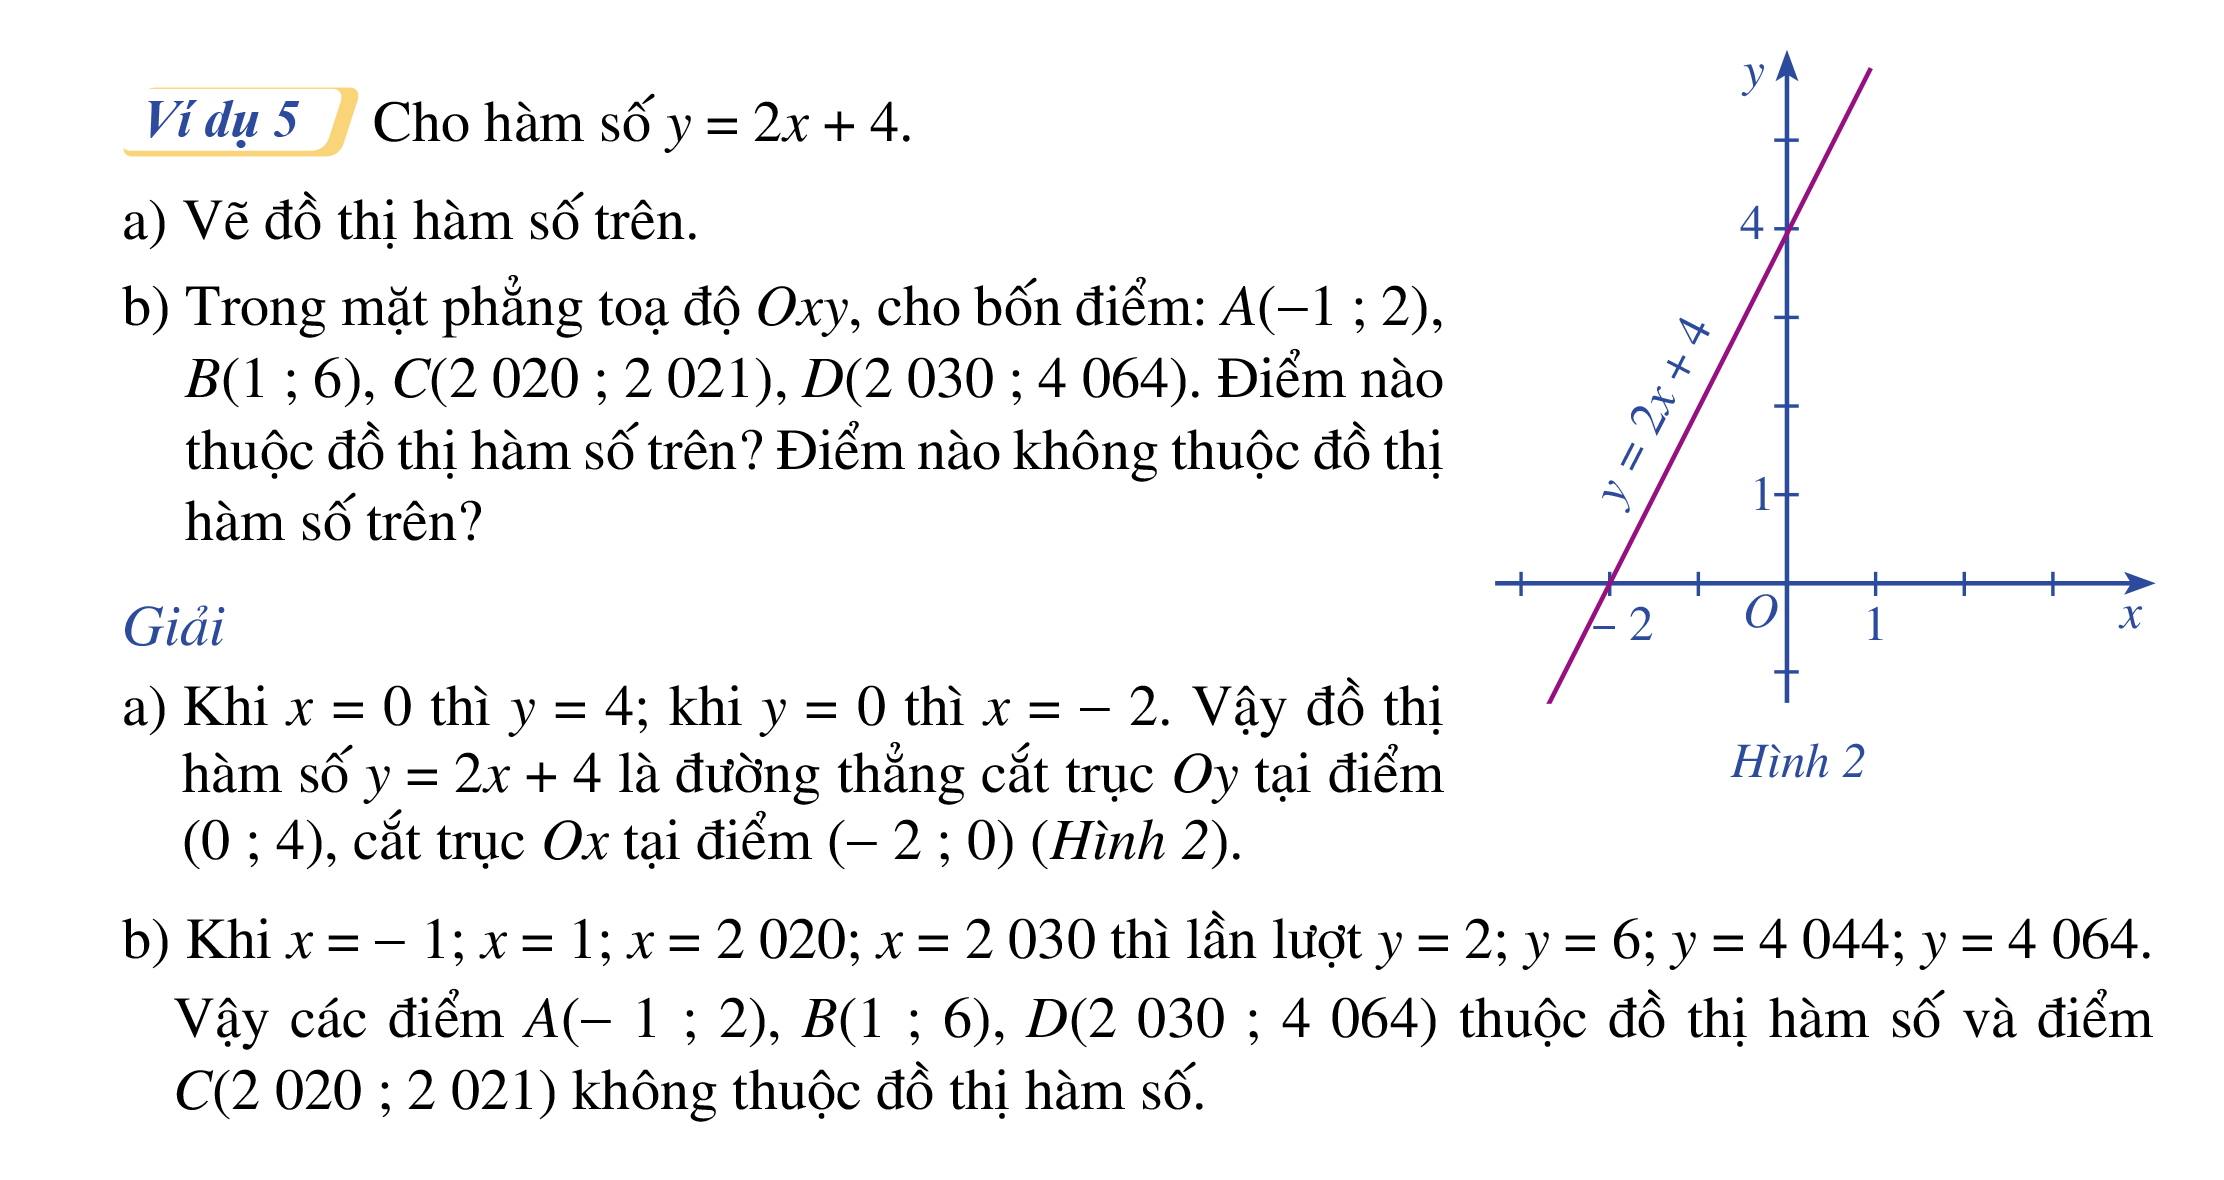 Ví dụ 5 Cho hàm số y = 2x + 4.
a) Vẽ đồ thị hàm số trên.
b) Trong mặt phẳng toạ độ Oxy, cho bốn điểm: A(–1 ; 2),
B(1 ; 6), C(2 020 ; 2 021), D(2 030 ; 4 064). Điểm nào
thuộc đồ thị hàm số trên? Điểm nào không thuộc đồ thị
hàm số trên?
Giải
a) Khi x = 0 thì y = 4; khi y = 0 thì x = – 2. Vậy đồ thị
hàm số y = 2x + 4 là đường thẳng cắt trục Oy tại điểm
(0 ; 4), cắt trục Ox tại điểm (– 2 ; 0) (Hình 2).
y
4
y = 2x + 4
1
– 2
O
1
x
Hình 2
b) Khi x = – 1; x = 1; x = 2 020; x = 2 030 thì lần lượt y = 2; y = 6; y = 4 044; y = 4 064.
Vậy các điểm A(– 1 ; 2), B(1 ; 6), D(2 030 ; 4 064) thuộc đồ thị hàm số và điểm
C(2 020 ; 2 021) không thuộc đồ thị hàm số.